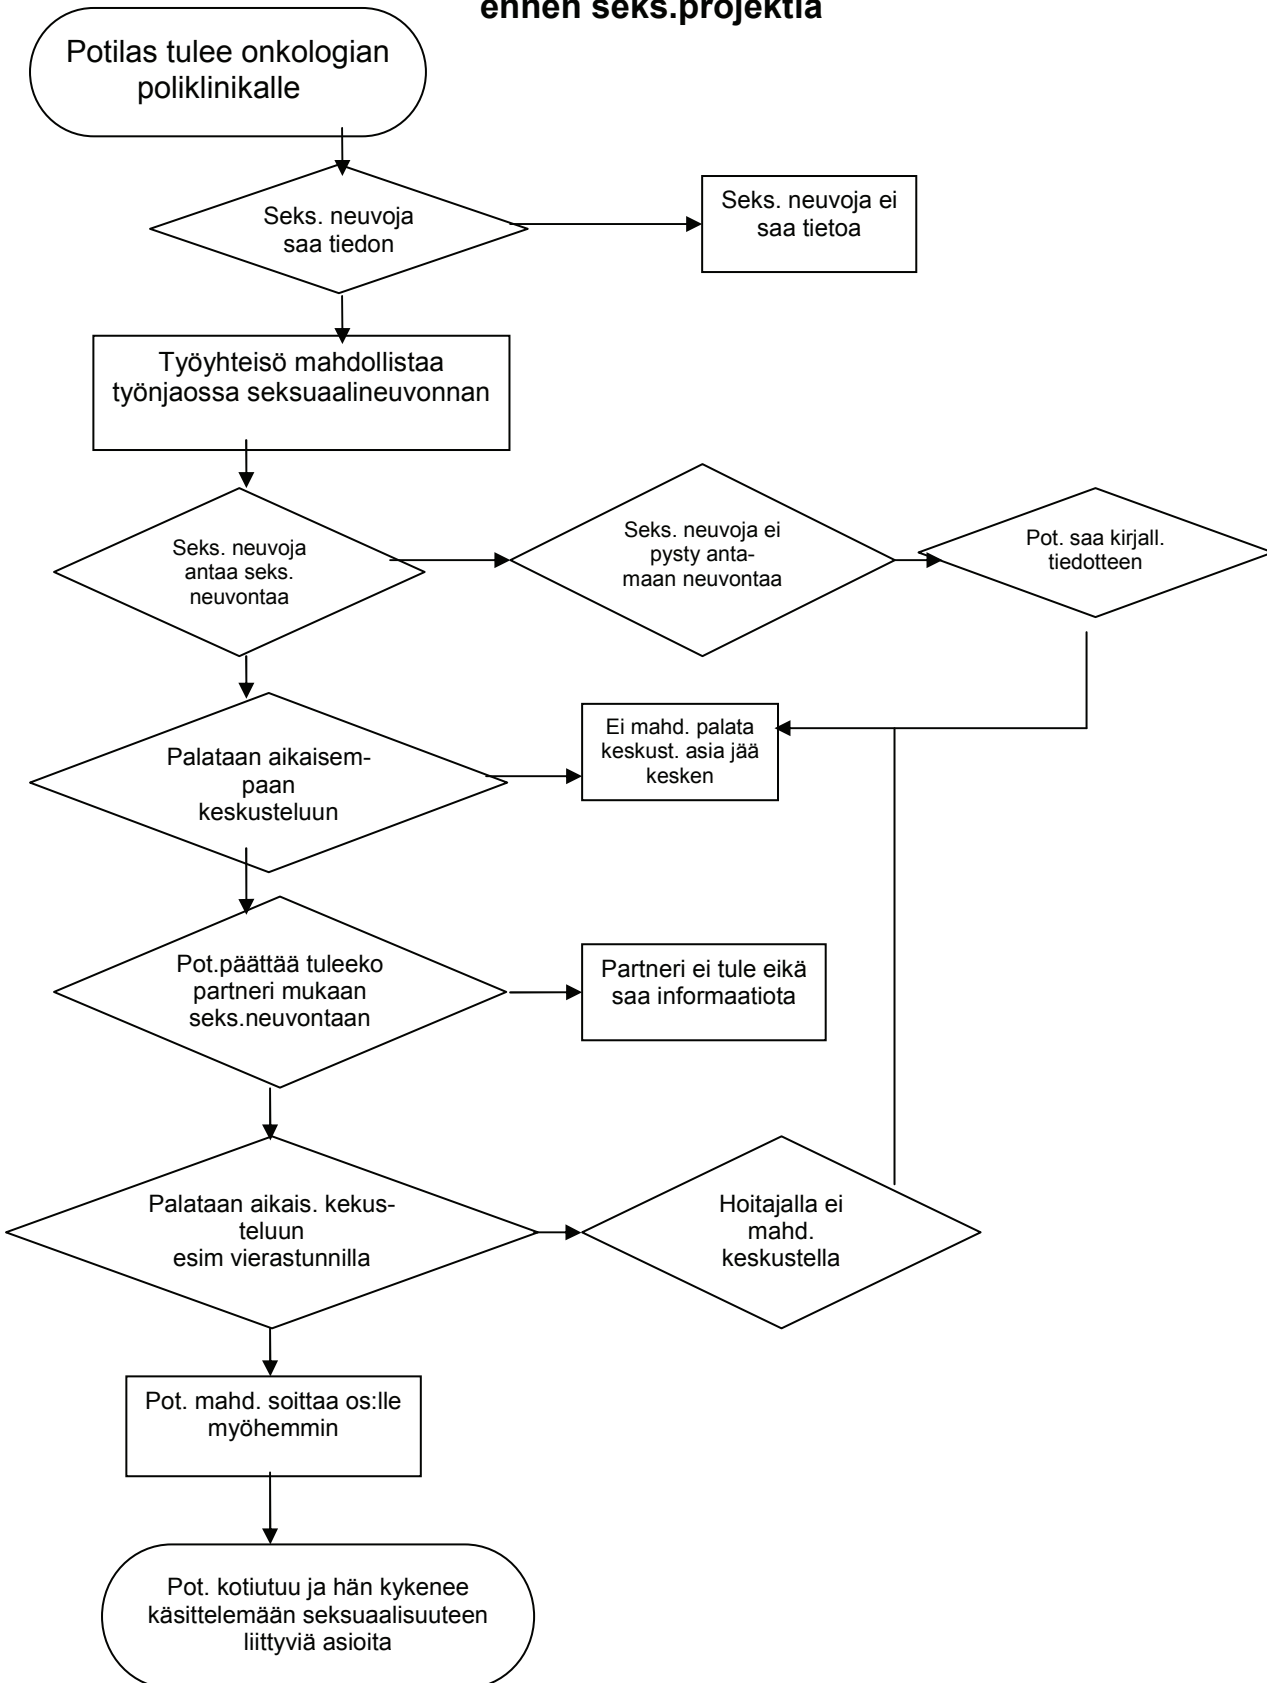 ennen seks.projektia
Potilas tulee onkologian
poliklinikalle
Seks. neuvoja
saa tiedon
Seks. neuvoja ei
saa tietoa
Työyhteisö mahdollistaa
työnjaossa seksuaalineuvonnan
Seks. neuvoja
antaa seks.
neuvontaa
Seks. neuvoja ei
pysty anta-
maan neuvontaa
Pot. saa kirjall.
tiedotteen
Palataan aikaisem-
paan
keskusteluun
Ei mahd. palata
keskust. asia jää
kesken
Pot.päättää tuleeko
partneri mukaan
seks.neuvontaan
Partneri ei tule eikä
saa informaatiota
Palataan aikais. kekus-
teluun
esim vierastunnilla
Hoitajalla ei
mahd.
keskustella
Pot. mahd. soittaa os:lle
myöhemmin
Pot. kotiutuu ja hän kykenee
käsittelemään seksuaalisuuteen
liittyviä asioita